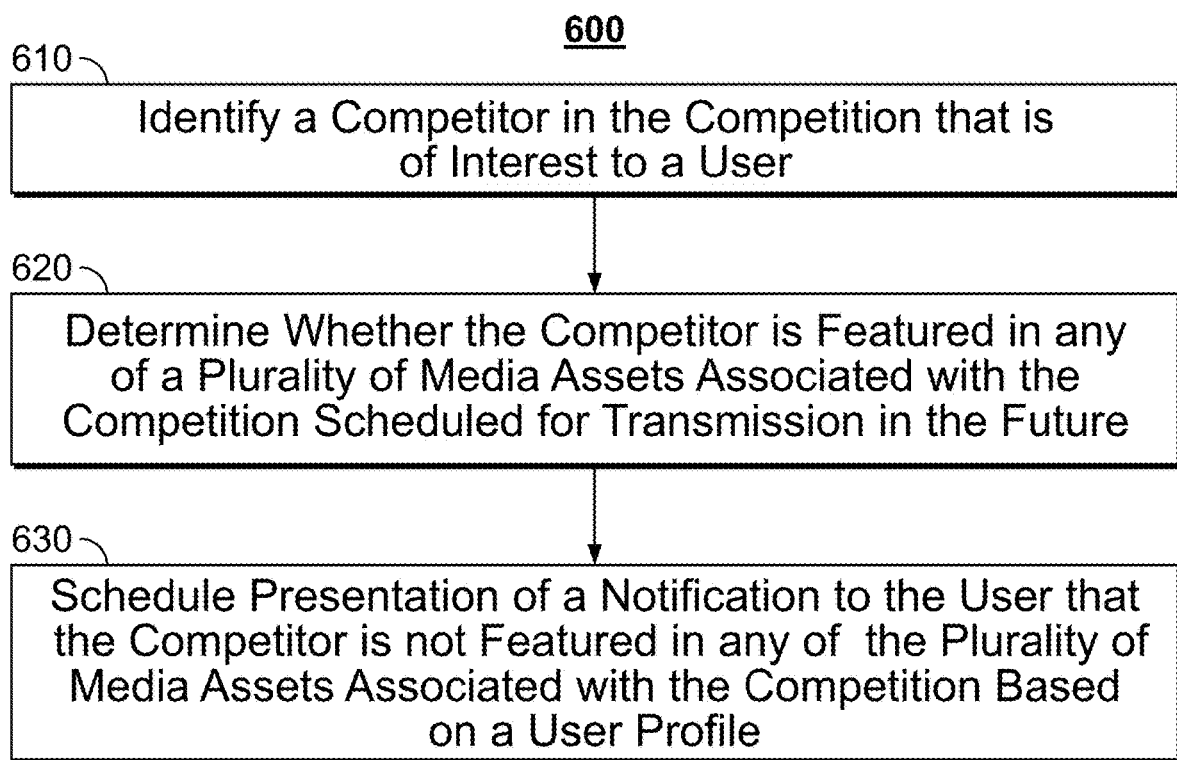 600
610
Identify a Competitor in the Competition that is
of Interest to a User
620
Determine Whether the Competitor is Featured in any
of a Plurality of Media Assets Associated with the
Competition Scheduled for Transmission in the Future
630
Schedule Presentation of a Notification to the User that
the Competitor is not Featured in any of the Plurality of
Media Assets Associated with the Competition Based
on a User Profile